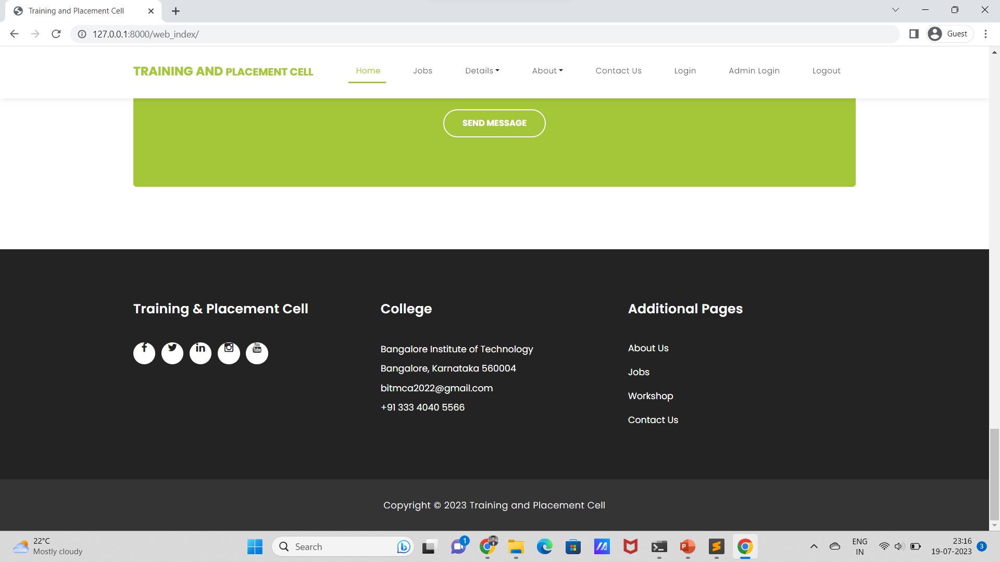 Training and Placement Cell
127.0.0.1:8000/web_index/
Guest
TRAINING AND PLACEMENT CELL
Home
Jobs
Details
About
Contact Us
Login
Admin Login
Logout
SEND MESSAGE
Training & Placement Cell
You
Tube
College
Bangalore Institute of Technology
Bangalore, Karnataka 560004
bitmca2022@gmail.com
+91 333 4040 5566
Additional Pages
About Us
Jobs
Workshop
Contact Us
Copyright © 2023 Training and Placement Cell
22°C
Mostly cloudy
Search
1
ENG
IN
23:16
19-07-2023
3